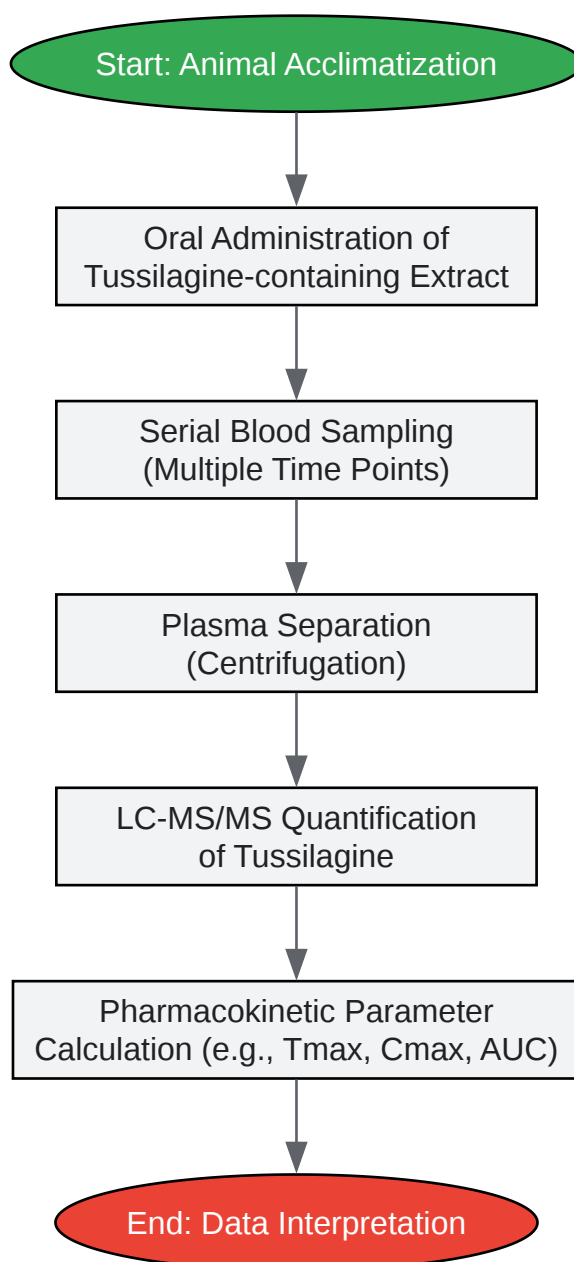 Start: Animal Acclimatization
Oral Administration of
Tussilagine-containing Extract
Serial Blood Sampling
(Multiple Time Points)
Plasma Separation
(Centrifugation)
LC-MS/MS Quantification
of Tussilagine
Pharmacokinetic Parameter
Calculation (e.g., Tmax, Cmax, AUC)
End: Data Interpretation